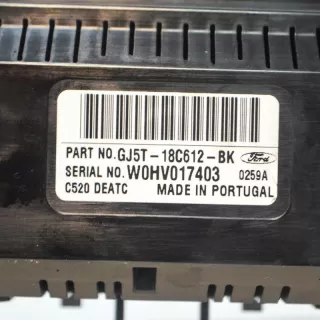 PART NO. GJ5T-18C612-BK Ford
SERIAL NO. W0HV017403 0259A
C520 DEATC MADE IN PORTUGAL